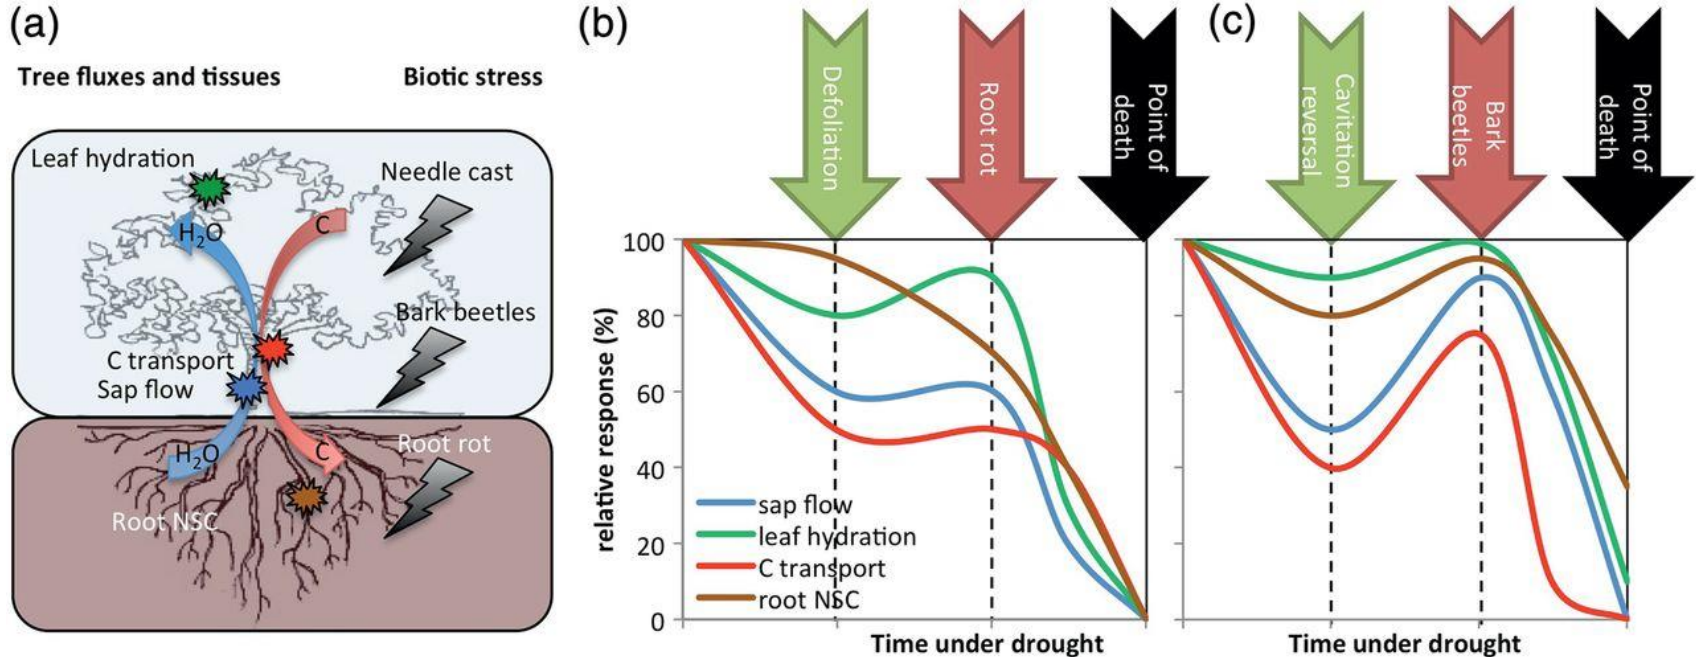 (a)
Tree fluxes and tissues
Biotic stress
Leaf hydration
Needle cast
H2O
C
Bark beetles
C transport
Sap flow
Root rot
H2O
C
Root NSC
(b)
Defoliation
Root rot
Point of
death
relative response (%)
100
80
60
40
20
0
sap flow
leaf hydration
C transport
root NSC
Time under drought
(c)
Cavitation
reversal
Bark
beetles
Point of
death
Time under drought